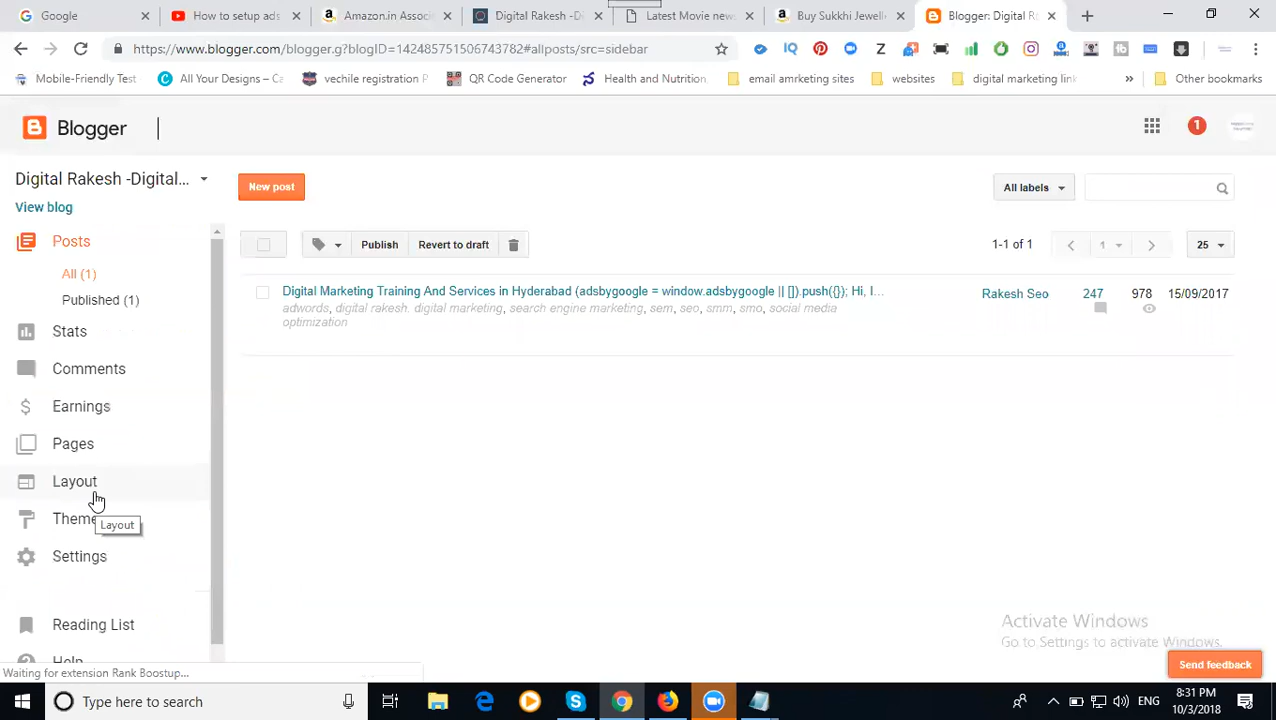 Google
How to setup ads
Amazon.in Assoc
Digital Rakesh -Di
Latest Movie news
Buy Sukkhi Jewell
Blogger: Digital R
https://www.blogger.com/blogger.g?blogID=142485751506743782#allposts/src=sidebar
Mobile-Friendly Test
All Your Designs – Ca
vechile registration P
QR Code Generator
Health and Nutrition
email amrketing sites
websites
digital marketing link
»
Other bookmarks
Blogger
1
Digital Rakesh -Digital...
New post
All labels
View blog
Posts
Publish
Revert to draft
1-1 of 1
1
25
All (1)
Published (1)
Digital Marketing Training And Services in Hyderabad (adsbygoogle = window.adsbygoogle || []).push({}); Hi, I...
Rakesh Seo
247
978
15/09/2017
adwords, digital rakesh. digital marketing, search engine marketing, sem, seo, smm, smo, social media
optimization
Stats
Comments
Earnings
Pages
Layout
Theme
Layout
Settings
Reading List
Help
Activate Windows
Go to Settings to activate Windows.
Send feedback
Waiting for extension Rank Boostup...
Type here to search
ENG
8:31 PM
10/3/2018